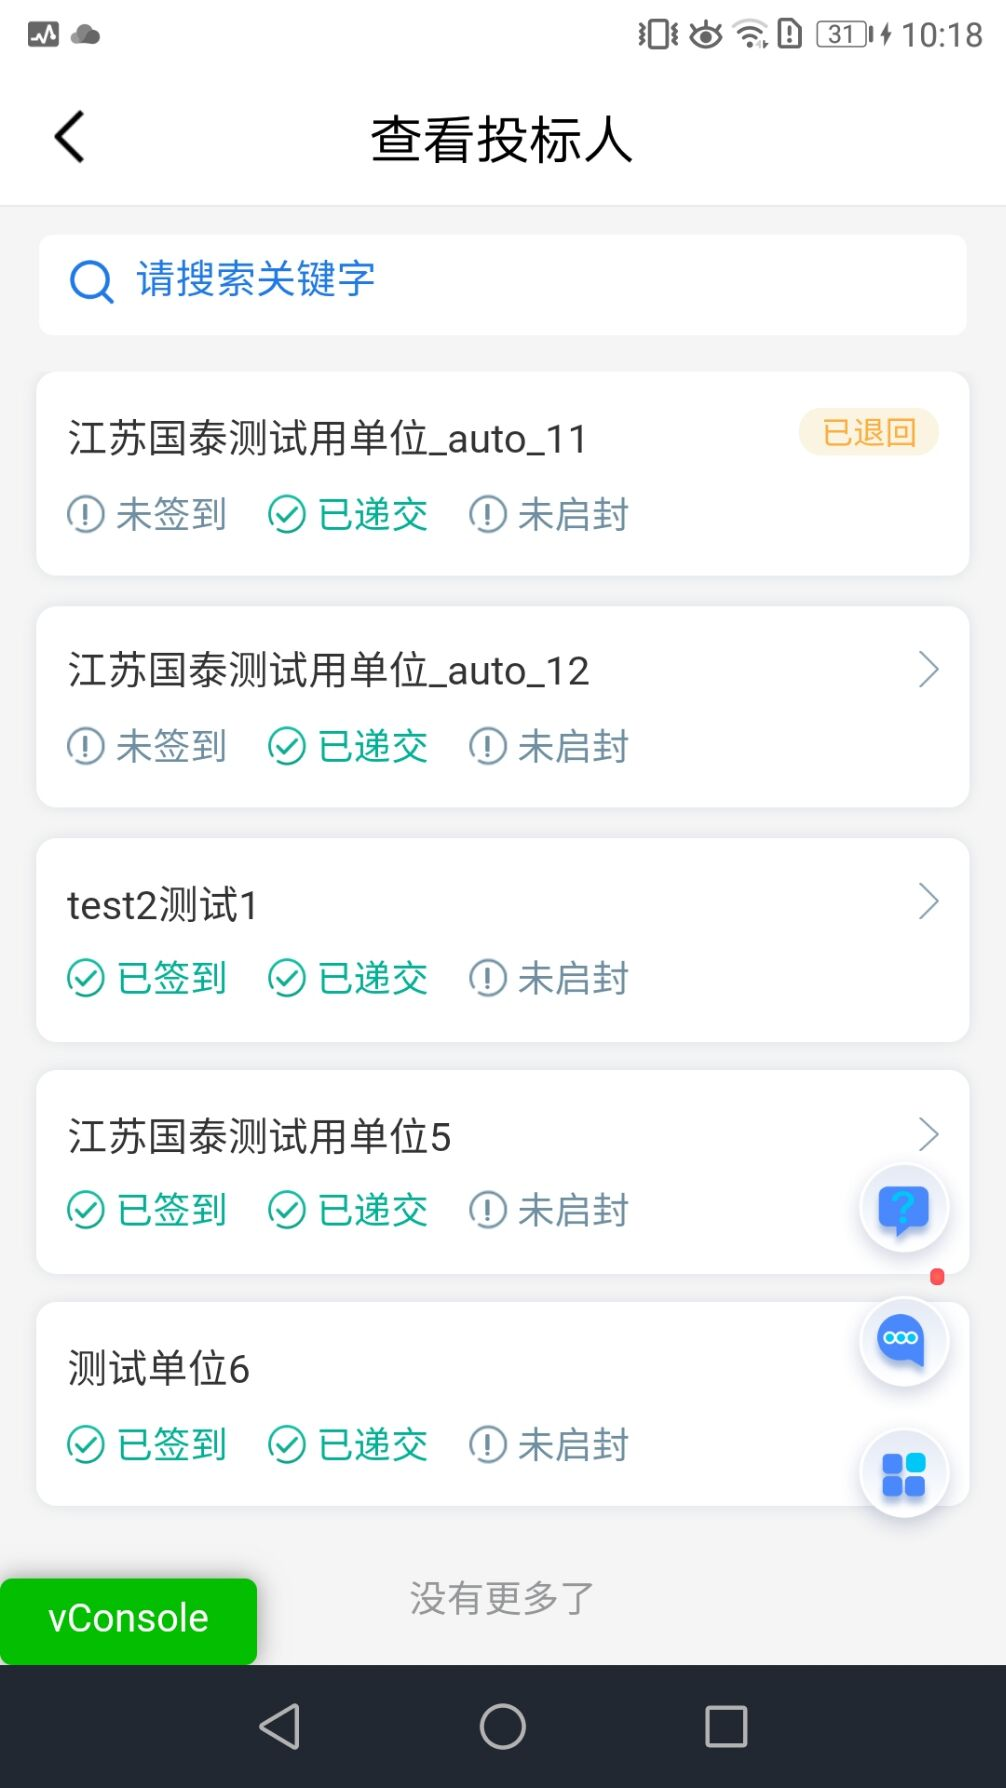 31 10:18
查看投标人
请搜索关键字
江苏国泰测试用单位_auto_11 已退回
未签到 已递交 未启封
江苏国泰测试用单位_auto_12
未签到 已递交 未启封
test2测试1
已签到 已递交 未启封
江苏国泰测试用单位5
已签到 已递交 未启封
测试单位6
已签到 已递交 未启封
没有更多了
vConsole